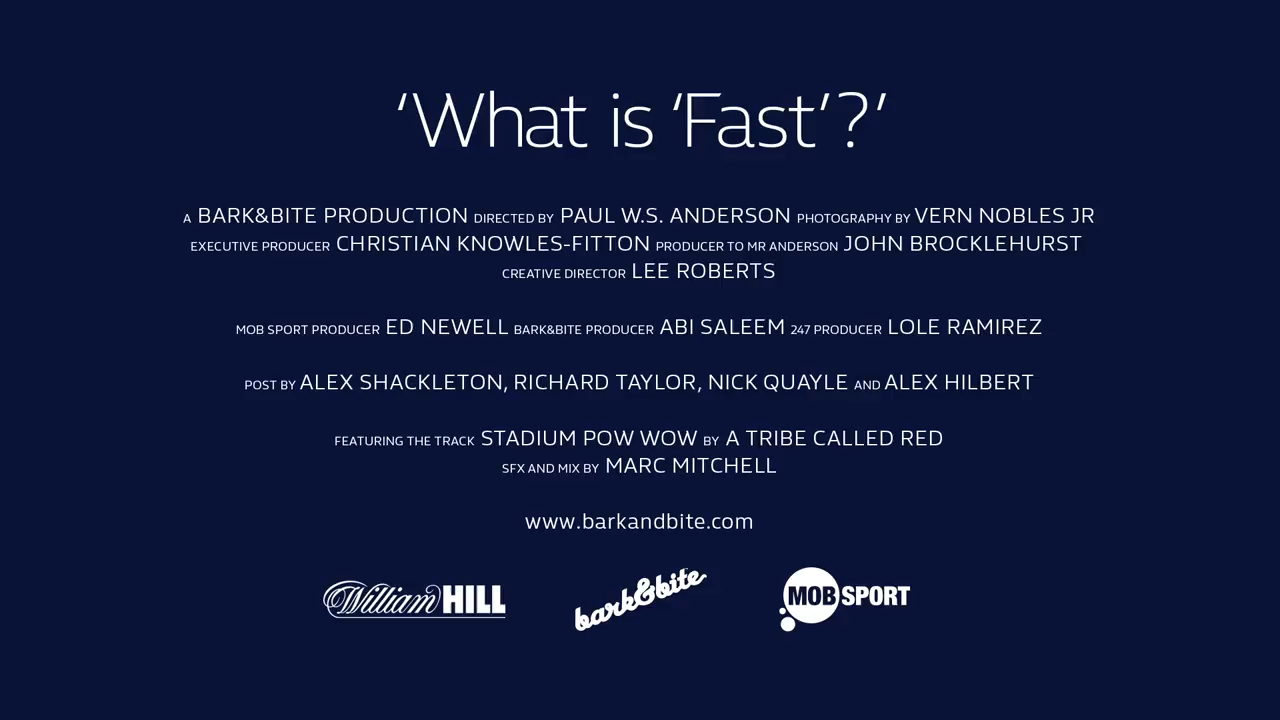 ‘What is ‘Fast’?’
A BARK&BITE PRODUCTION DIRECTED BY PAUL W.S. ANDERSON PHOTOGRAPHY BY VERN NOBLES JR
EXECUTIVE PRODUCER CHRISTIAN KNOWLES-FITTON PRODUCER TO MR ANDERSON JOHN BROCKLEHURST
CREATIVE DIRECTOR LEE ROBERTS
MOB SPORT PRODUCER ED NEWELL BARK&BITE PRODUCER ABI SALEEM 247 PRODUCER LOLE RAMIREZ
POST BY ALEX SHACKLETON, RICHARD TAYLOR, NICK QUAYLE AND ALEX HILBERT
FEATURING THE TRACK STADIUM POW WOW BY A TRIBE CALLED RED
SFX AND MIX BY MARC MITCHELL
www.barkandbite.com
William HILL bark&bite MOB SPORT